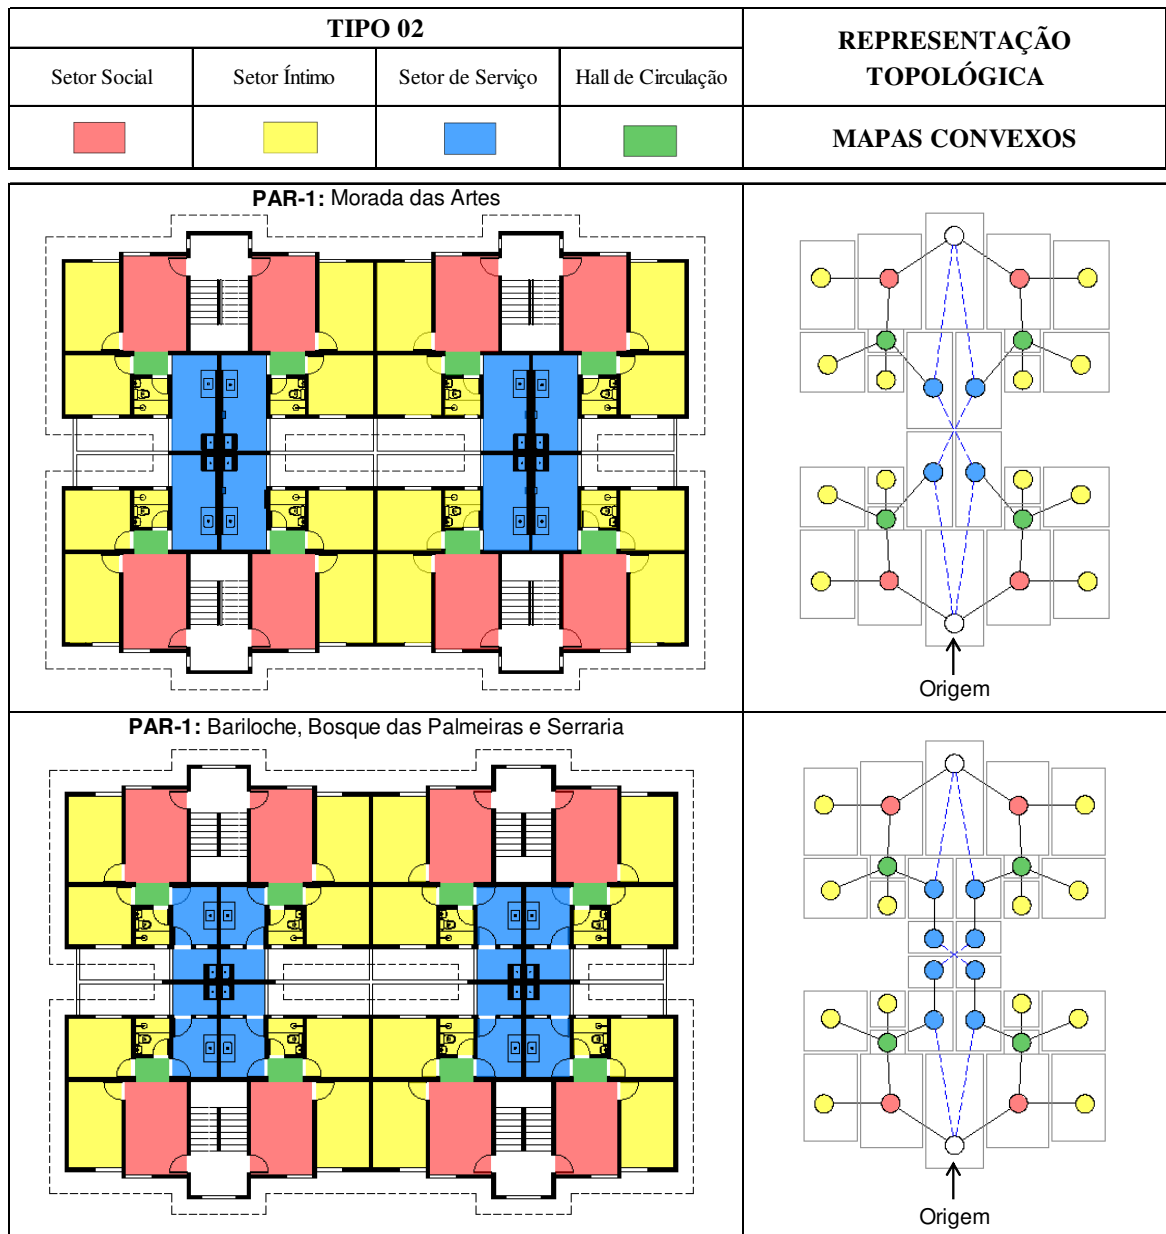 TIPO 02
REPRESENTAÇÃO
TOPOLÓGICA
Setor Social
Setor Íntimo
Setor de Serviço
Hall de Circulação
MAPAS CONVEXOS
PAR-1: Morada das Artes
Origem
PAR-1: Bariloche, Bosque das Palmeiras e Serraria
Origem